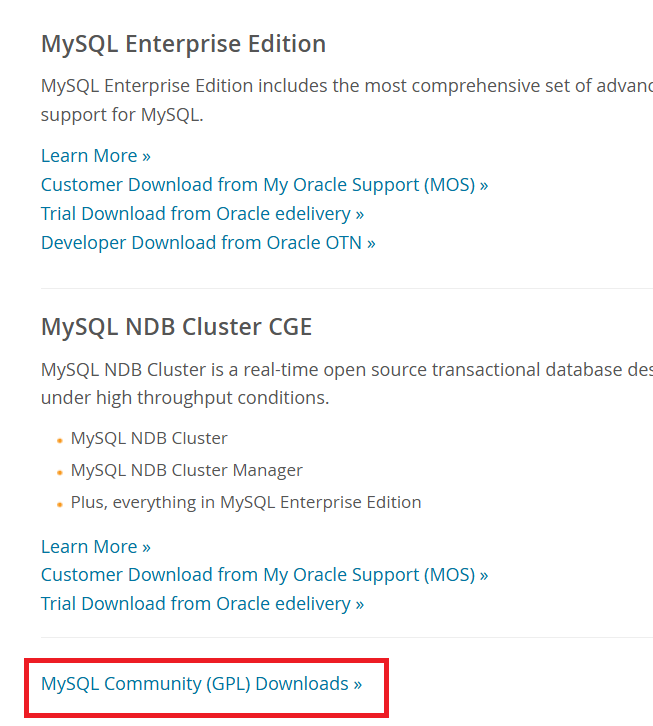 MySQL Enterprise Edition
MySQL Enterprise Edition includes the most comprehensive set of
support for MySQL.
Learn More »
Customer Download from My Oracle Support (MOS) »
Trial Download from Oracle edelivery »
Developer Download from Oracle OTN »
MySQL NDB Cluster CGE
MySQL NDB Cluster is a real-time open source transactional database
under high throughput conditions.
• MySQL NDB Cluster
• MySQL NDB Cluster Manager
• Plus, everything in MySQL Enterprise Edition
Learn More »
Customer Download from My Oracle Support (MOS) »
Trial Download from Oracle edelivery »
MySQL Community (GPL) Downloads »